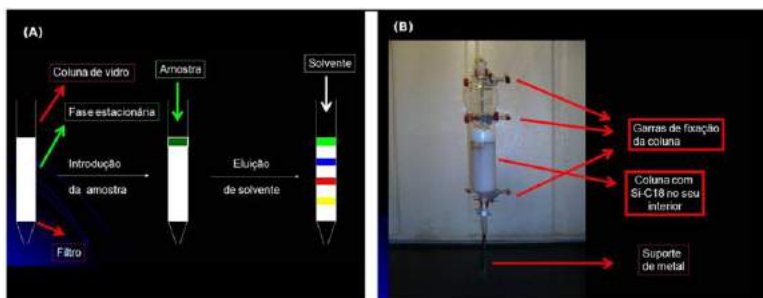 (A)
Coluna de vidro
Fase estacionária
Filtro
Introdução
da amostra
Amostra
Eluição
de solvente
Solvente
(B)
Garras de fixação
da coluna
Coluna com
Si-C18 no seu
interior
Suporte
de metal